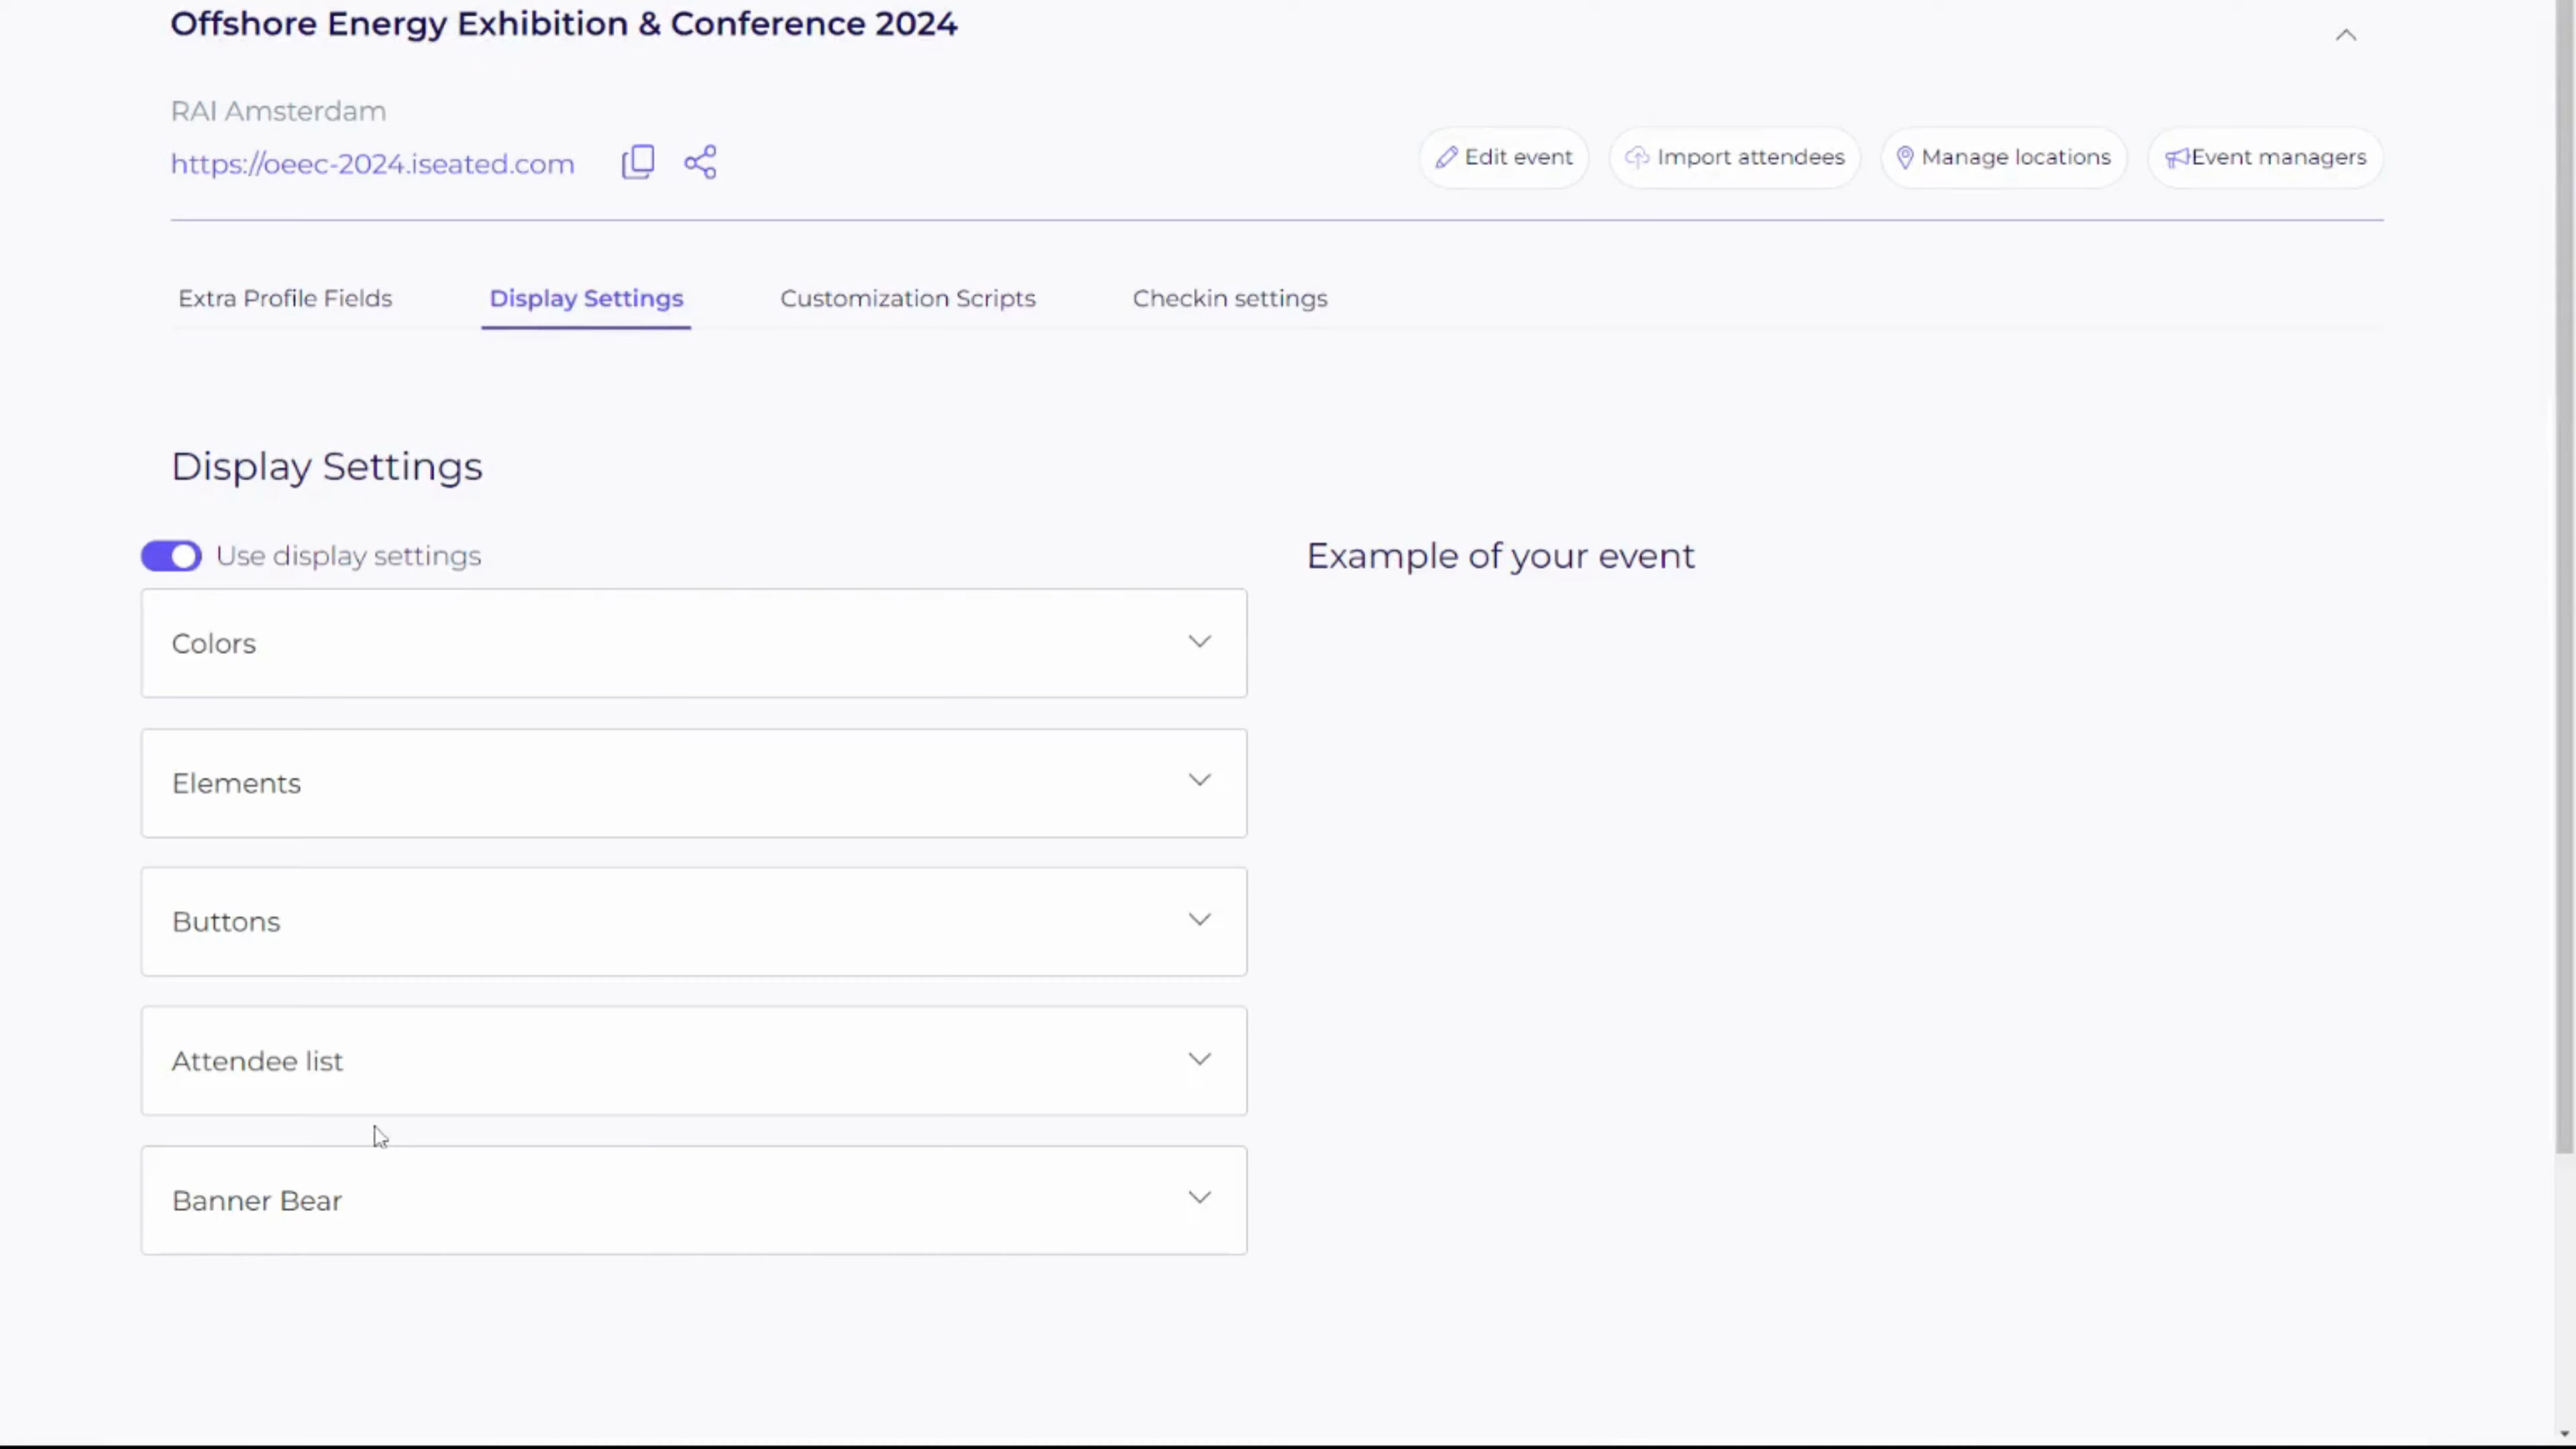 Offshore Energy Exhibition & Conference 2024
RAI Amsterdam
https://oeec-2024.iseated.com
Edit event
Import attendees
Manage locations
Event managers
Extra Profile Fields
Display Settings
Customization Scripts
Checkin settings
Display Settings
Use display settings
Example of your event
Colors
Elements
Buttons
Attendee list
Banner Bear